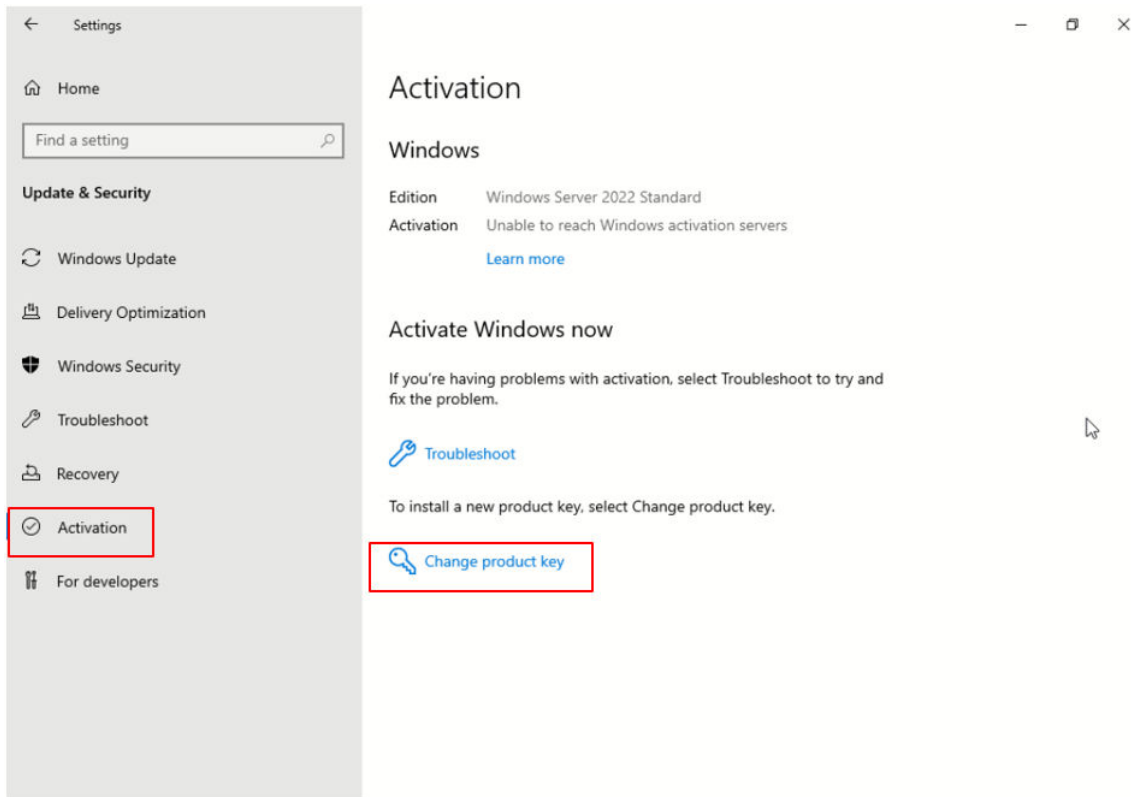 Settings
Home
Find a setting
Update & Security
Windows Update
Delivery Optimization
Windows Security
Troubleshoot
Recovery
Activation
For developers
Activation
Windows
Edition Windows Server 2022 Standard
Activation Unable to reach Windows activation servers
Learn more
Activate Windows now
If you're having problems with activation, select Troubleshoot to try and
fix the problem.
Troubleshoot
To install a new product key, select Change product key.
Change product key